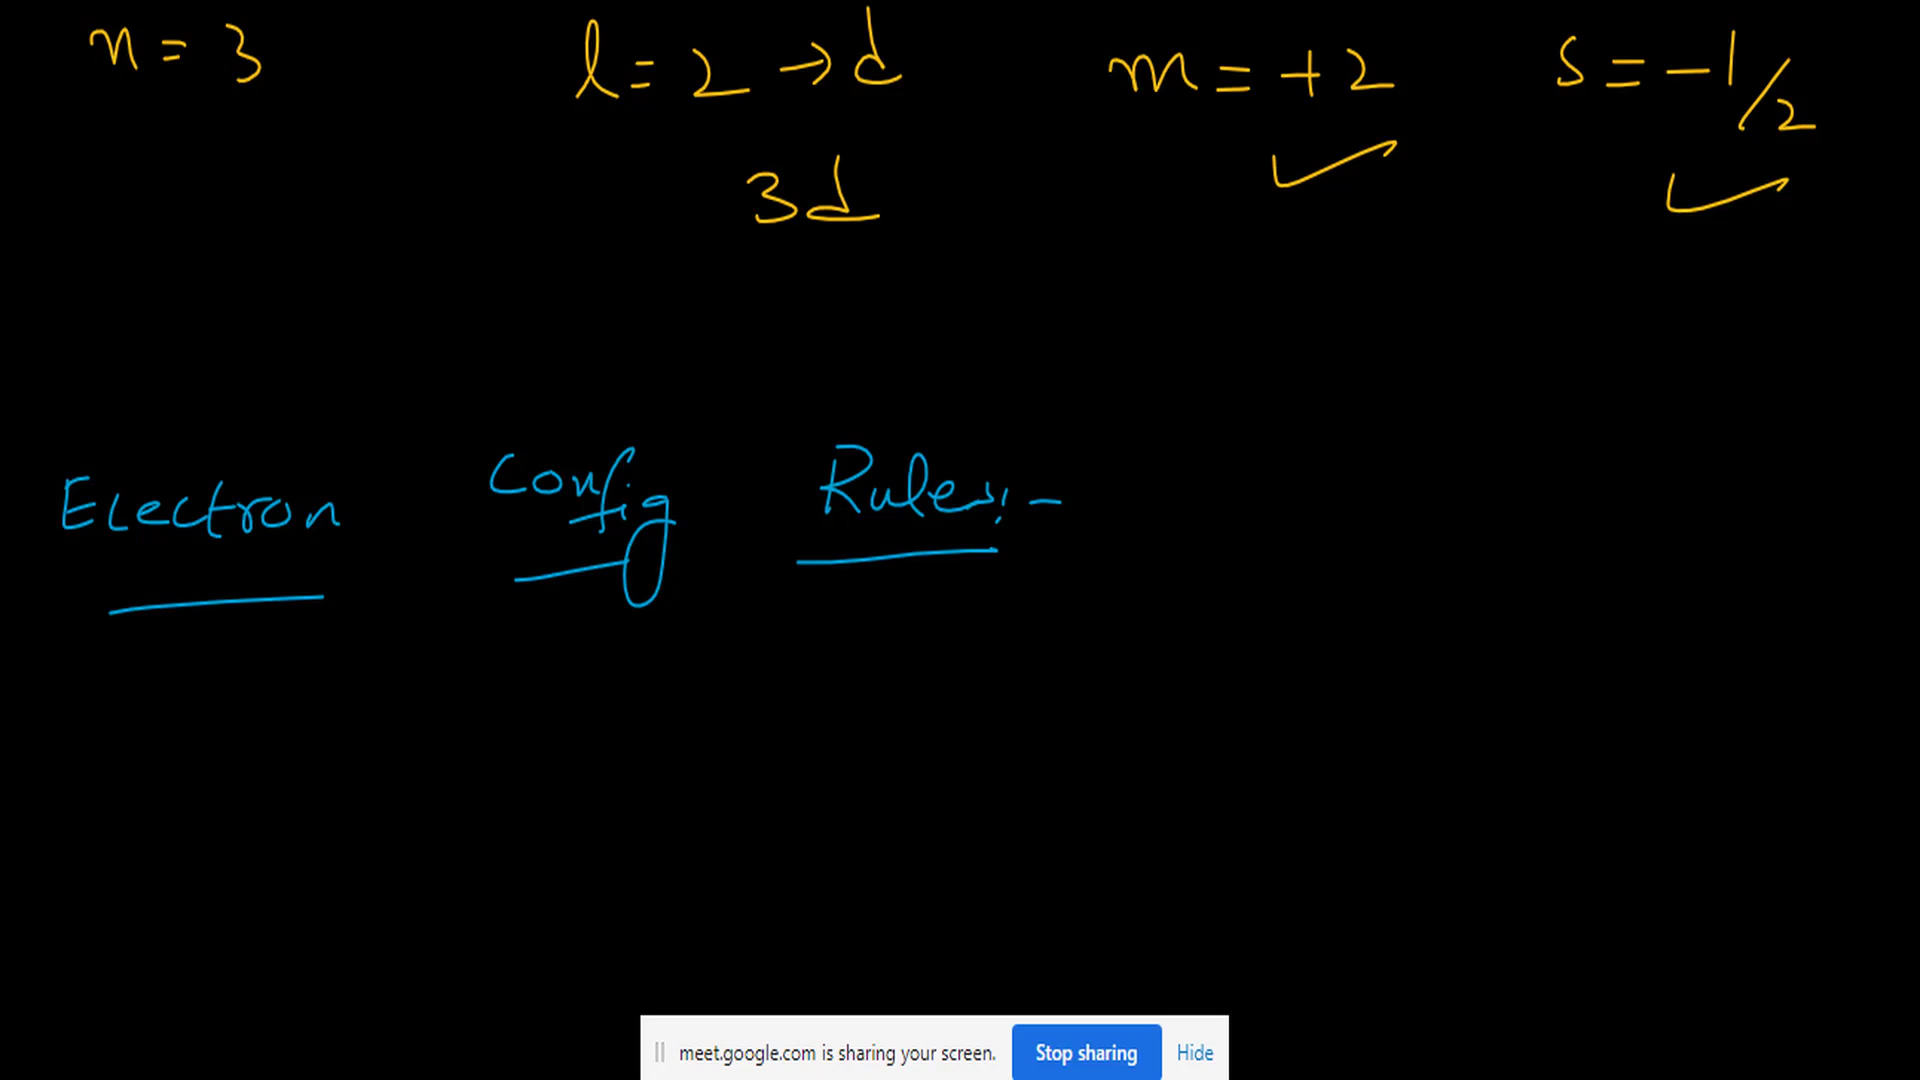 n = 3 l = 2 → d m = +2 s = -1/2
3d
Electron Config Rules:-
meet.google.com is sharing your screen. Stop sharing Hide